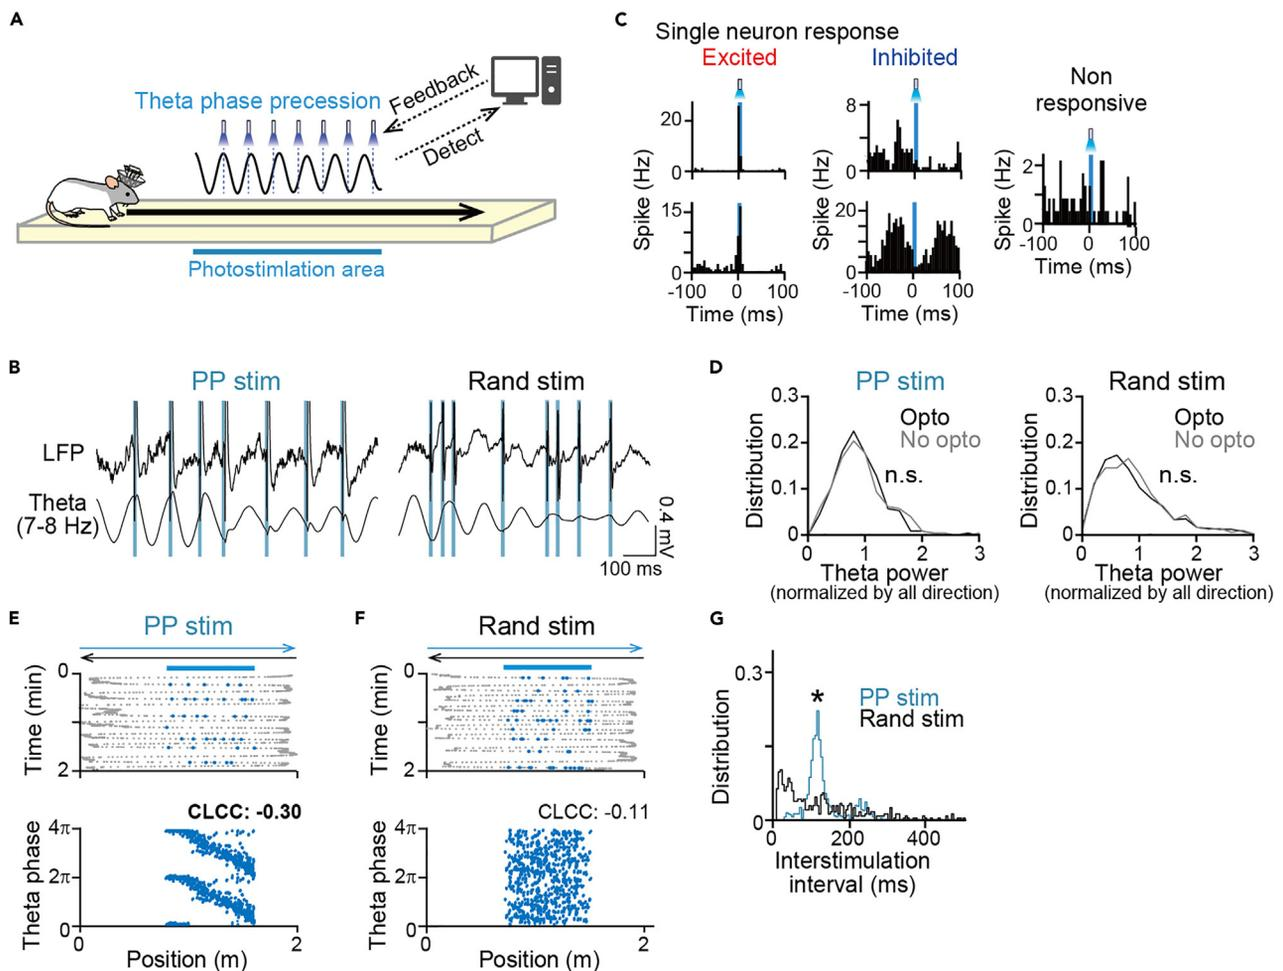 A
Theta phase precession
Feedback
Detect
Photostimlation area
C
Single neuron response
Excited
Inhibited
Non
responsive
Spike (Hz)
20
0
Spike (Hz)
8
0
Spike (Hz)
15
0
-100 0 100
Time (ms)
Spike (Hz)
20
0
-100 0 100
Time (ms)
Spike (Hz)
2
0
-100 0 100
Time (ms)
B
PP stim
Rand stim
LFP
Theta
(7-8 Hz)
0.4 mV
100 ms
D
PP stim
Distribution
0.3
0.2
0.1
0
Opto
No opto
n.s.
0 1 2 3
Theta power
(normalized by all direction)
Rand stim
Distribution
0.3
0.2
0.1
0
Opto
No opto
n.s.
0 1 2 3
Theta power
(normalized by all direction)
E
PP stim
Time (min)
0
2
CLCC: -0.30
Theta phase
4π
2π
0
0 2
Position (m)
F
Rand stim
Time (min)
0
2
CLCC: -0.11
Theta phase
4π
2π
0
0 2
Position (m)
G
Distribution
0.3
0
*
PP stim
Rand stim
0 200 400
Interstimulation
interval (ms)